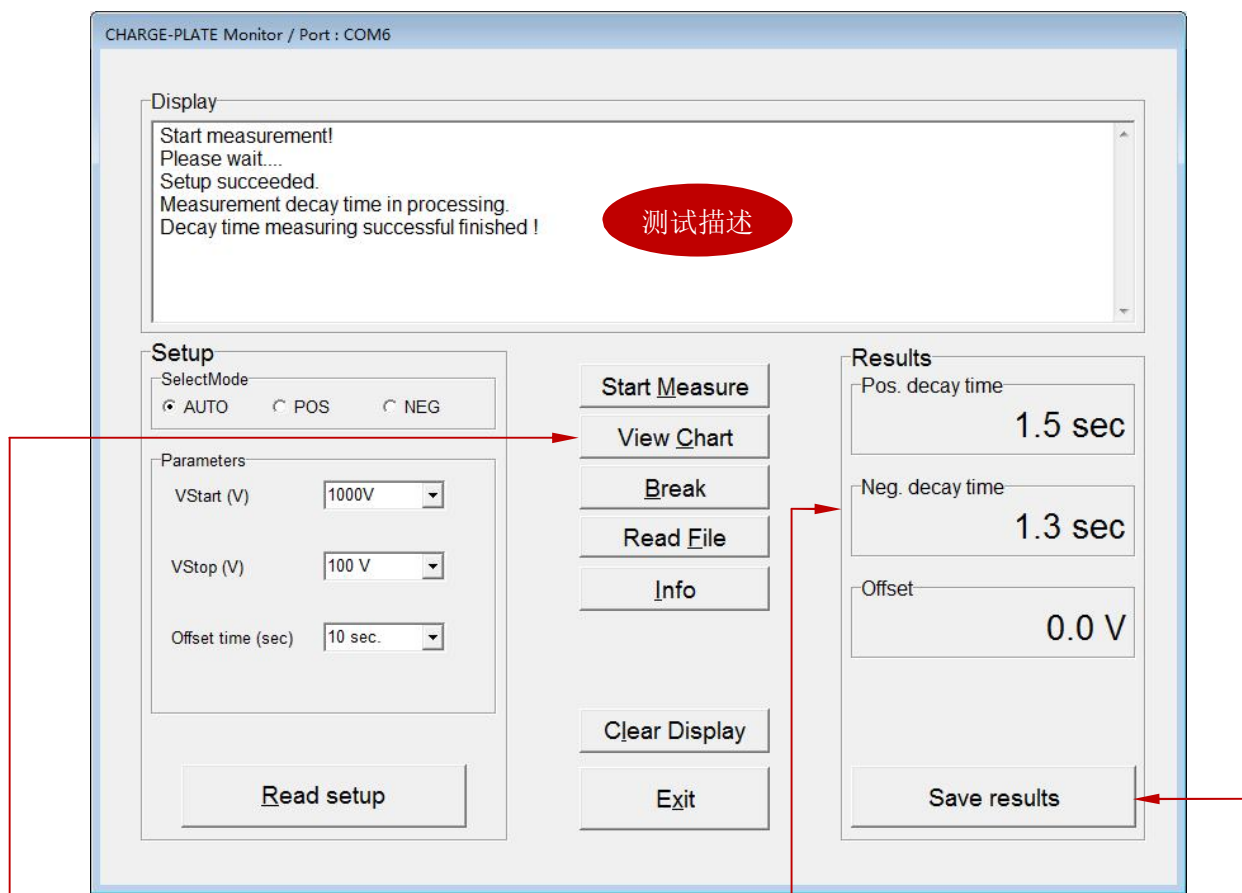 CHARGE-PLATE Monitor / Port : COM6
Display
Start measurement!
Please wait....
Setup succeeded.
Measurement decay time in processing.
Decay time measuring successful finished !
测试描述
Setup
SelectMode
AUTO POS NEG
Parameters
VStart (V) 1000V
VStop (V) 100 V
Offset time (sec) 10 sec.
Read setup
Start Measure
View Chart
Break
Read File
Info
Clear Display
Exit
Results
Pos. decay time
1.5 sec
Neg. decay time
1.3 sec
Offset
0.0 V
Save results